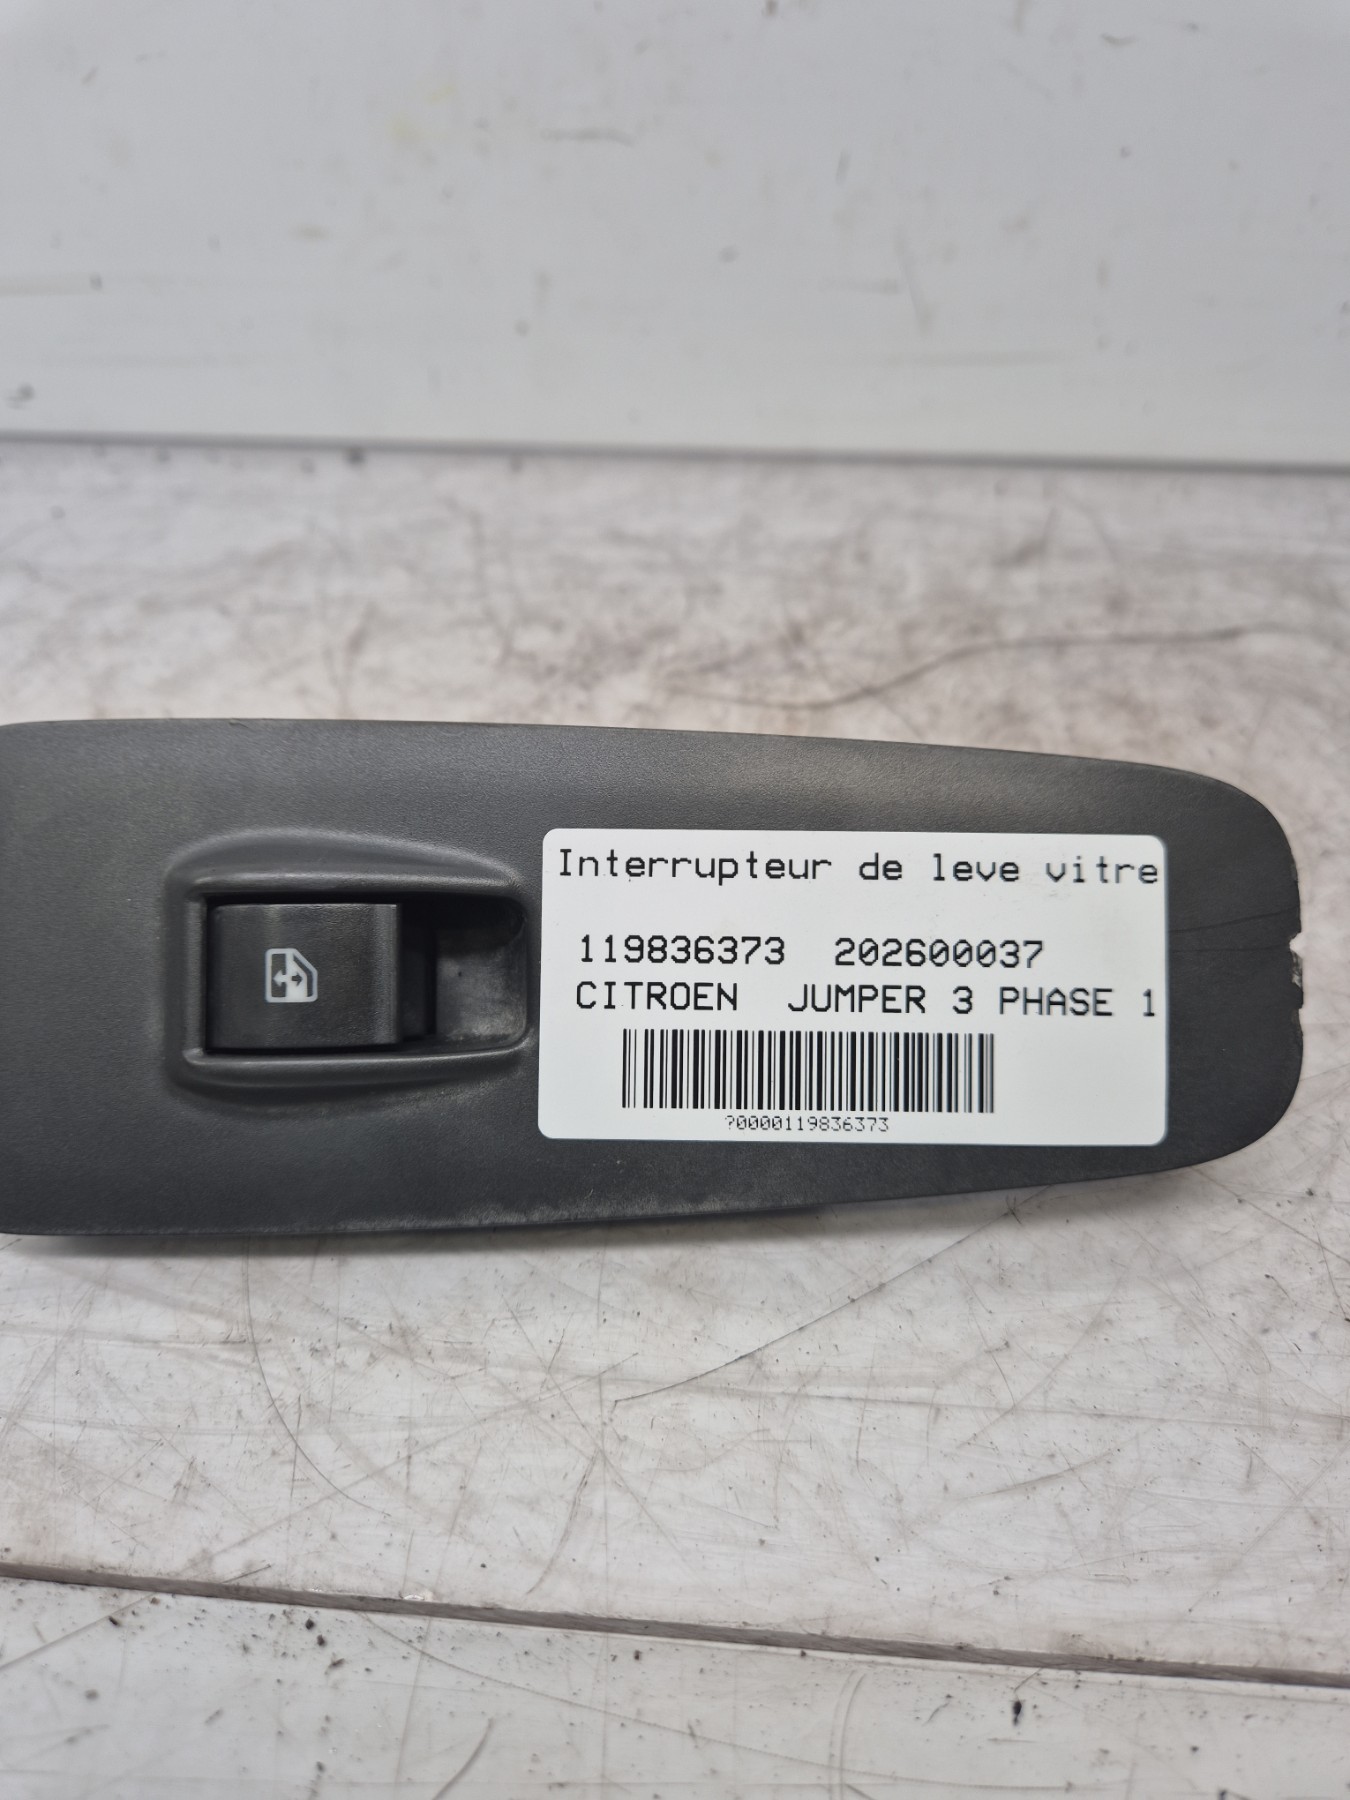 Interrupteur de leve vitre
119836373 202600037
CITROEN JUMPER 3 PHASE 1
?0000119836373